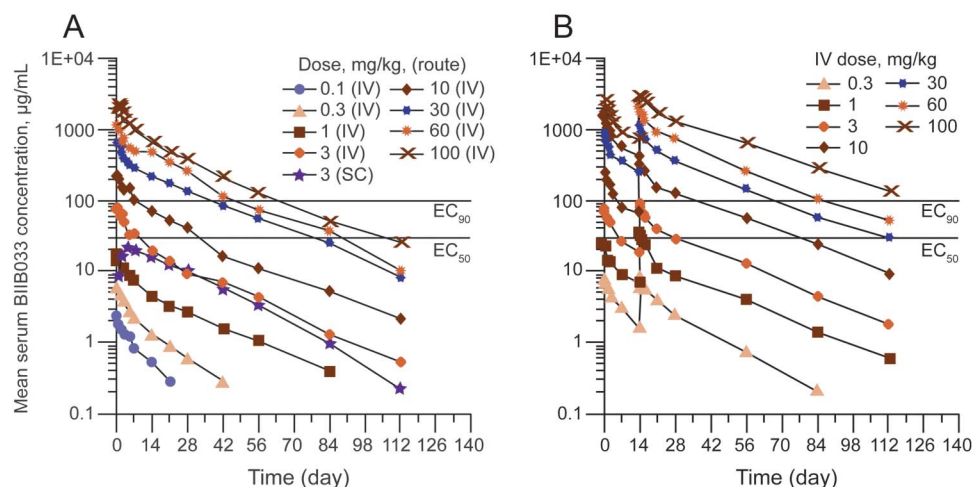 A
Mean serum BIIB033 concentration, µg/mL
1E+04
1000
100
10
1
0.1
Dose, mg/kg, (route)
0.1 (IV)
0.3 (IV)
1 (IV)
3 (IV)
3 (SC)
10 (IV)
30 (IV)
60 (IV)
100 (IV)
EC90
EC50
0 14 28 42 56 70 84 98 112 126 140
Time (day)
B
1E+04
1000
100
10
1
0.1
IV dose, mg/kg
0.3
1
3
10
30
60
100
EC90
EC50
0 14 28 42 56 70 84 98 112 126 140
Time (day)